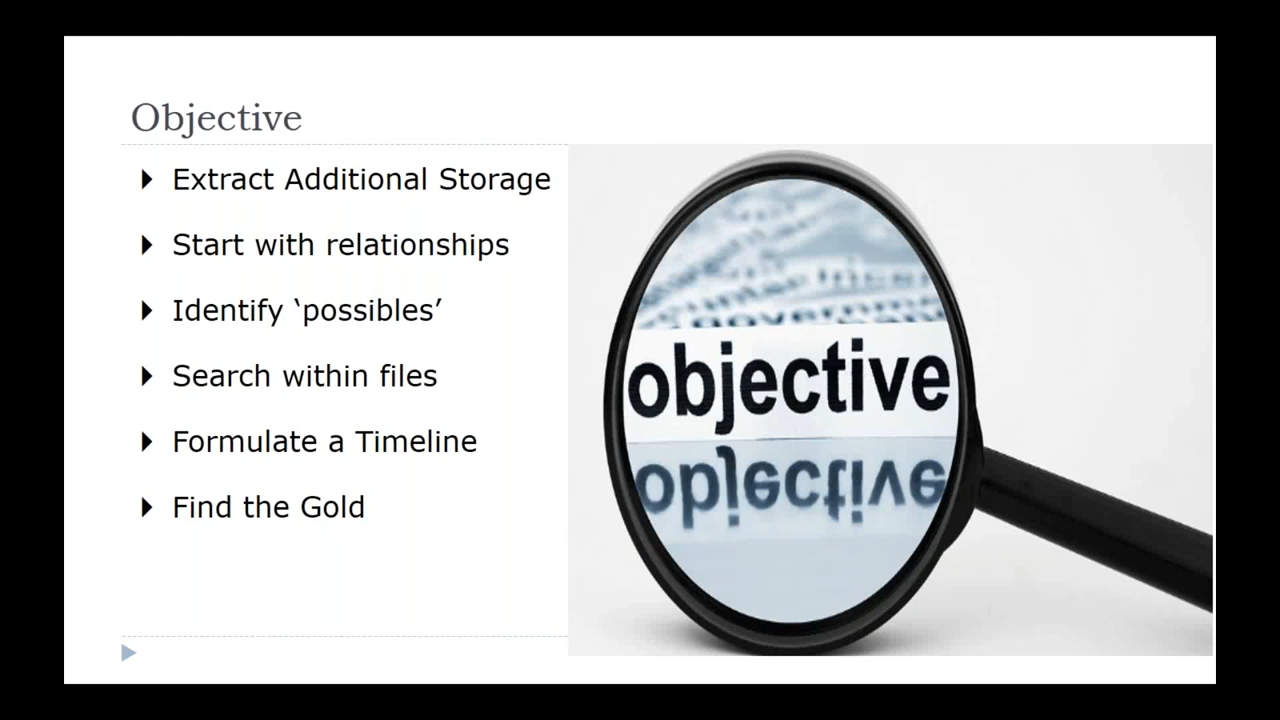 Objective
Extract Additional Storage
Start with relationships
Identify ‘possibles’
Search within files
Formulate a Timeline
Find the Gold
objective
objective